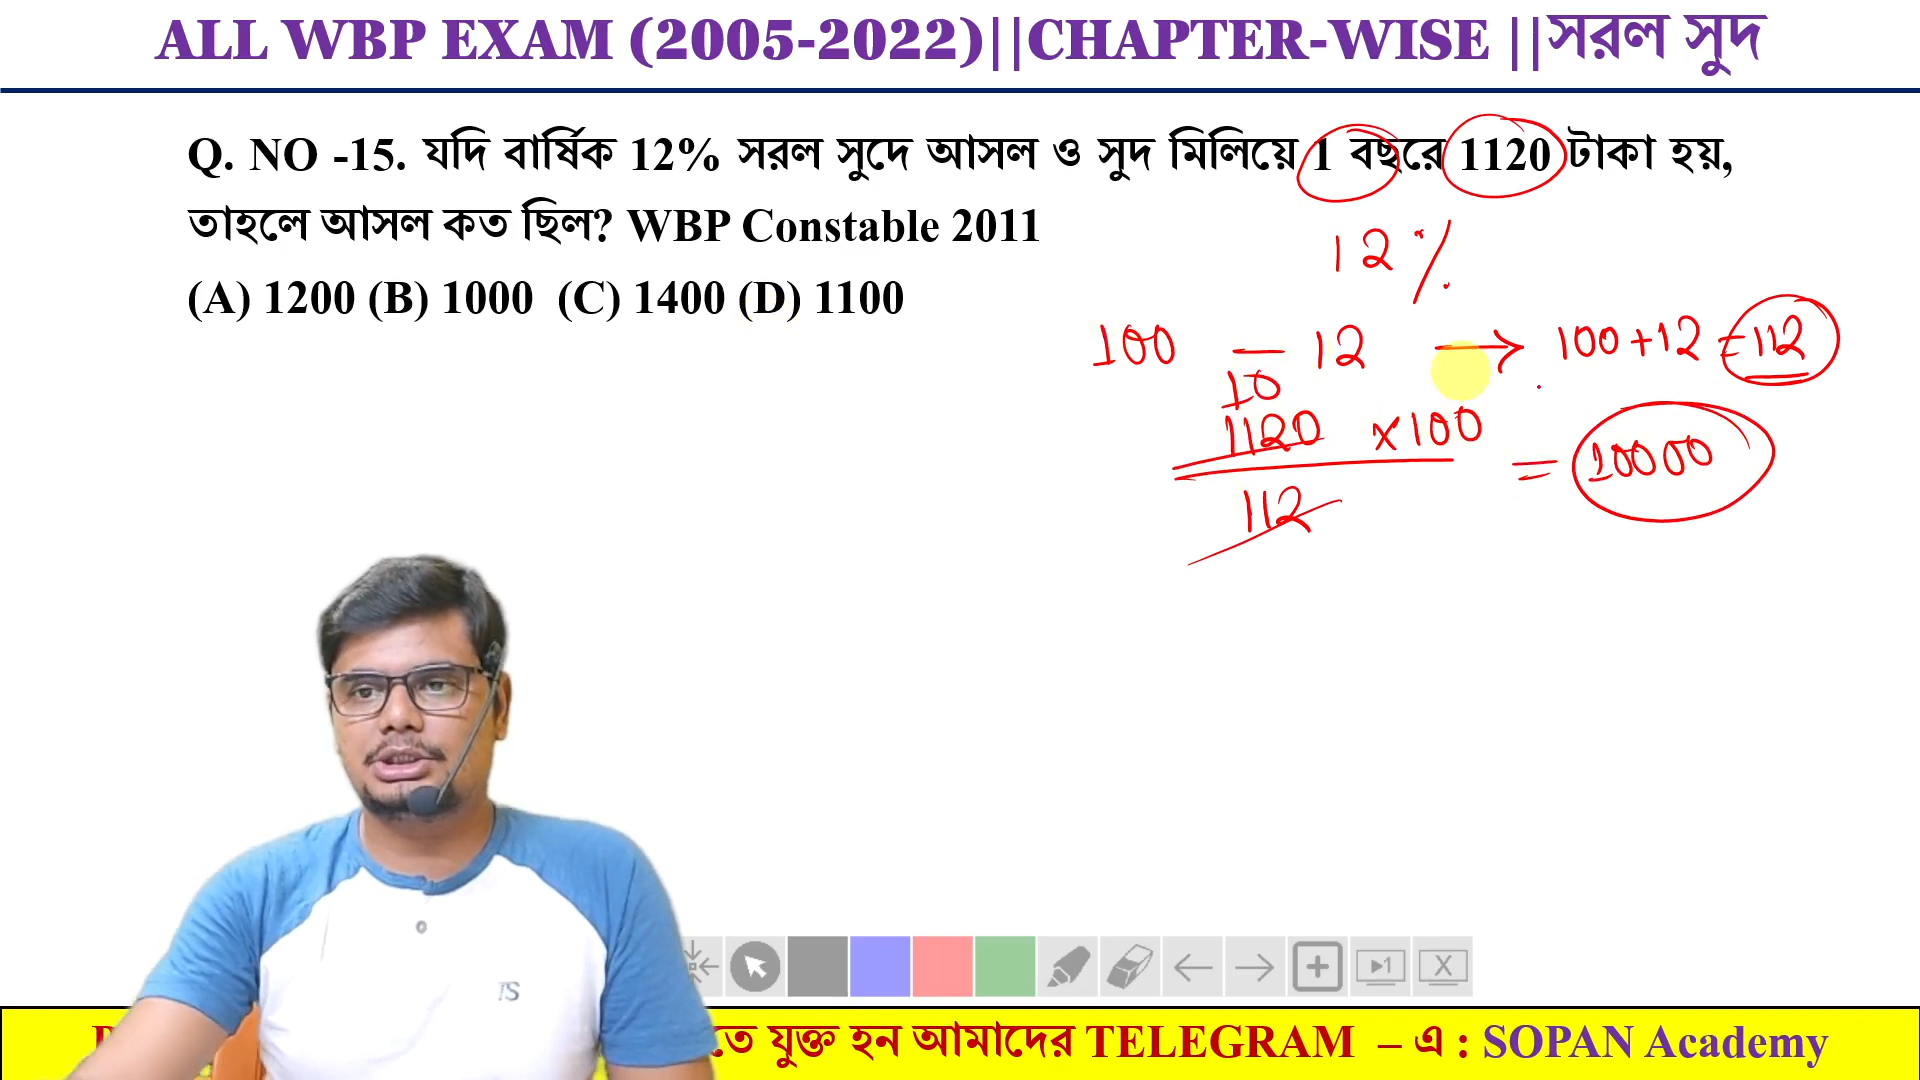 ALL WBP EXAM (2005-2022)||CHAPTER-WISE ||সরল সুদ
Q. NO -15. যদি বার্ষিক 12% সরল সুদে আসল ও সুদ মিলিয়ে 1 বছরে 1120 টাকা হয়,
তাহলে আসল কত ছিল? WBP Constable 2011
(A) 1200 (B) 1000 (C) 1400 (D) 1100
12 %
100 — 12 → 100+12 = 112
10
1120 ×100
= 10000
112
তে যুক্ত হন আমাদের TELEGRAM – এ : SOPAN Academy